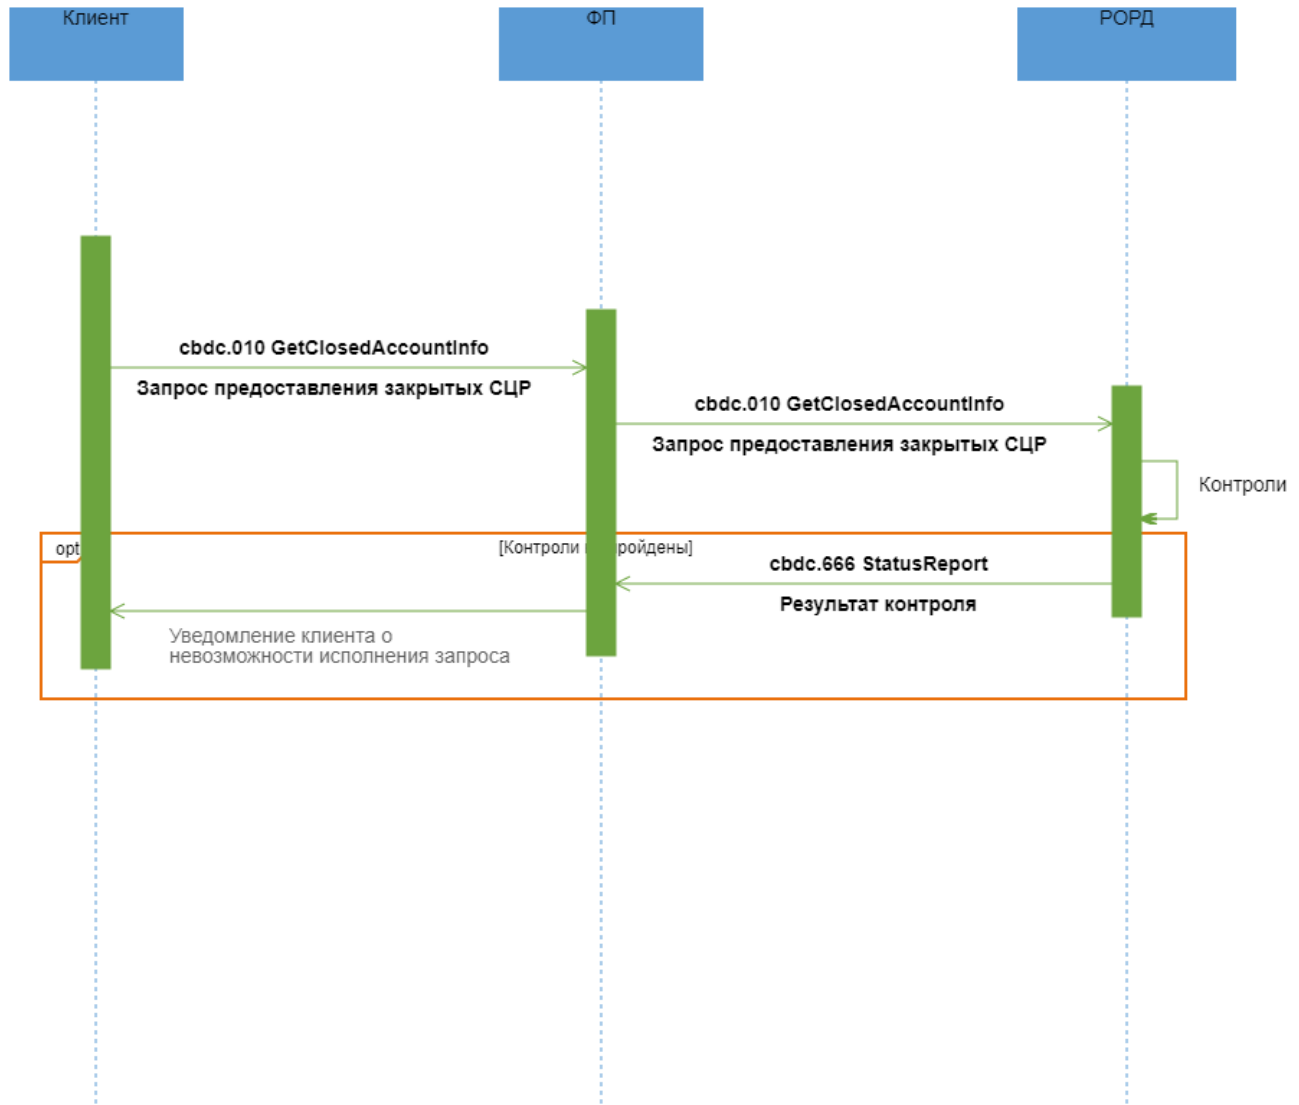 Клиент
ФП
РОРД
cbdc.010 GetClosedAccountInfo
Запрос предоставления закрытых СЦР
cbdc.010 GetClosedAccountInfo
Запрос предоставления закрытых СЦР
Контроли
opt
[Контроли пройдены]
cbdc.666 StatusReport
Результат контроля
Уведомление клиента о
невозможности исполнения запроса